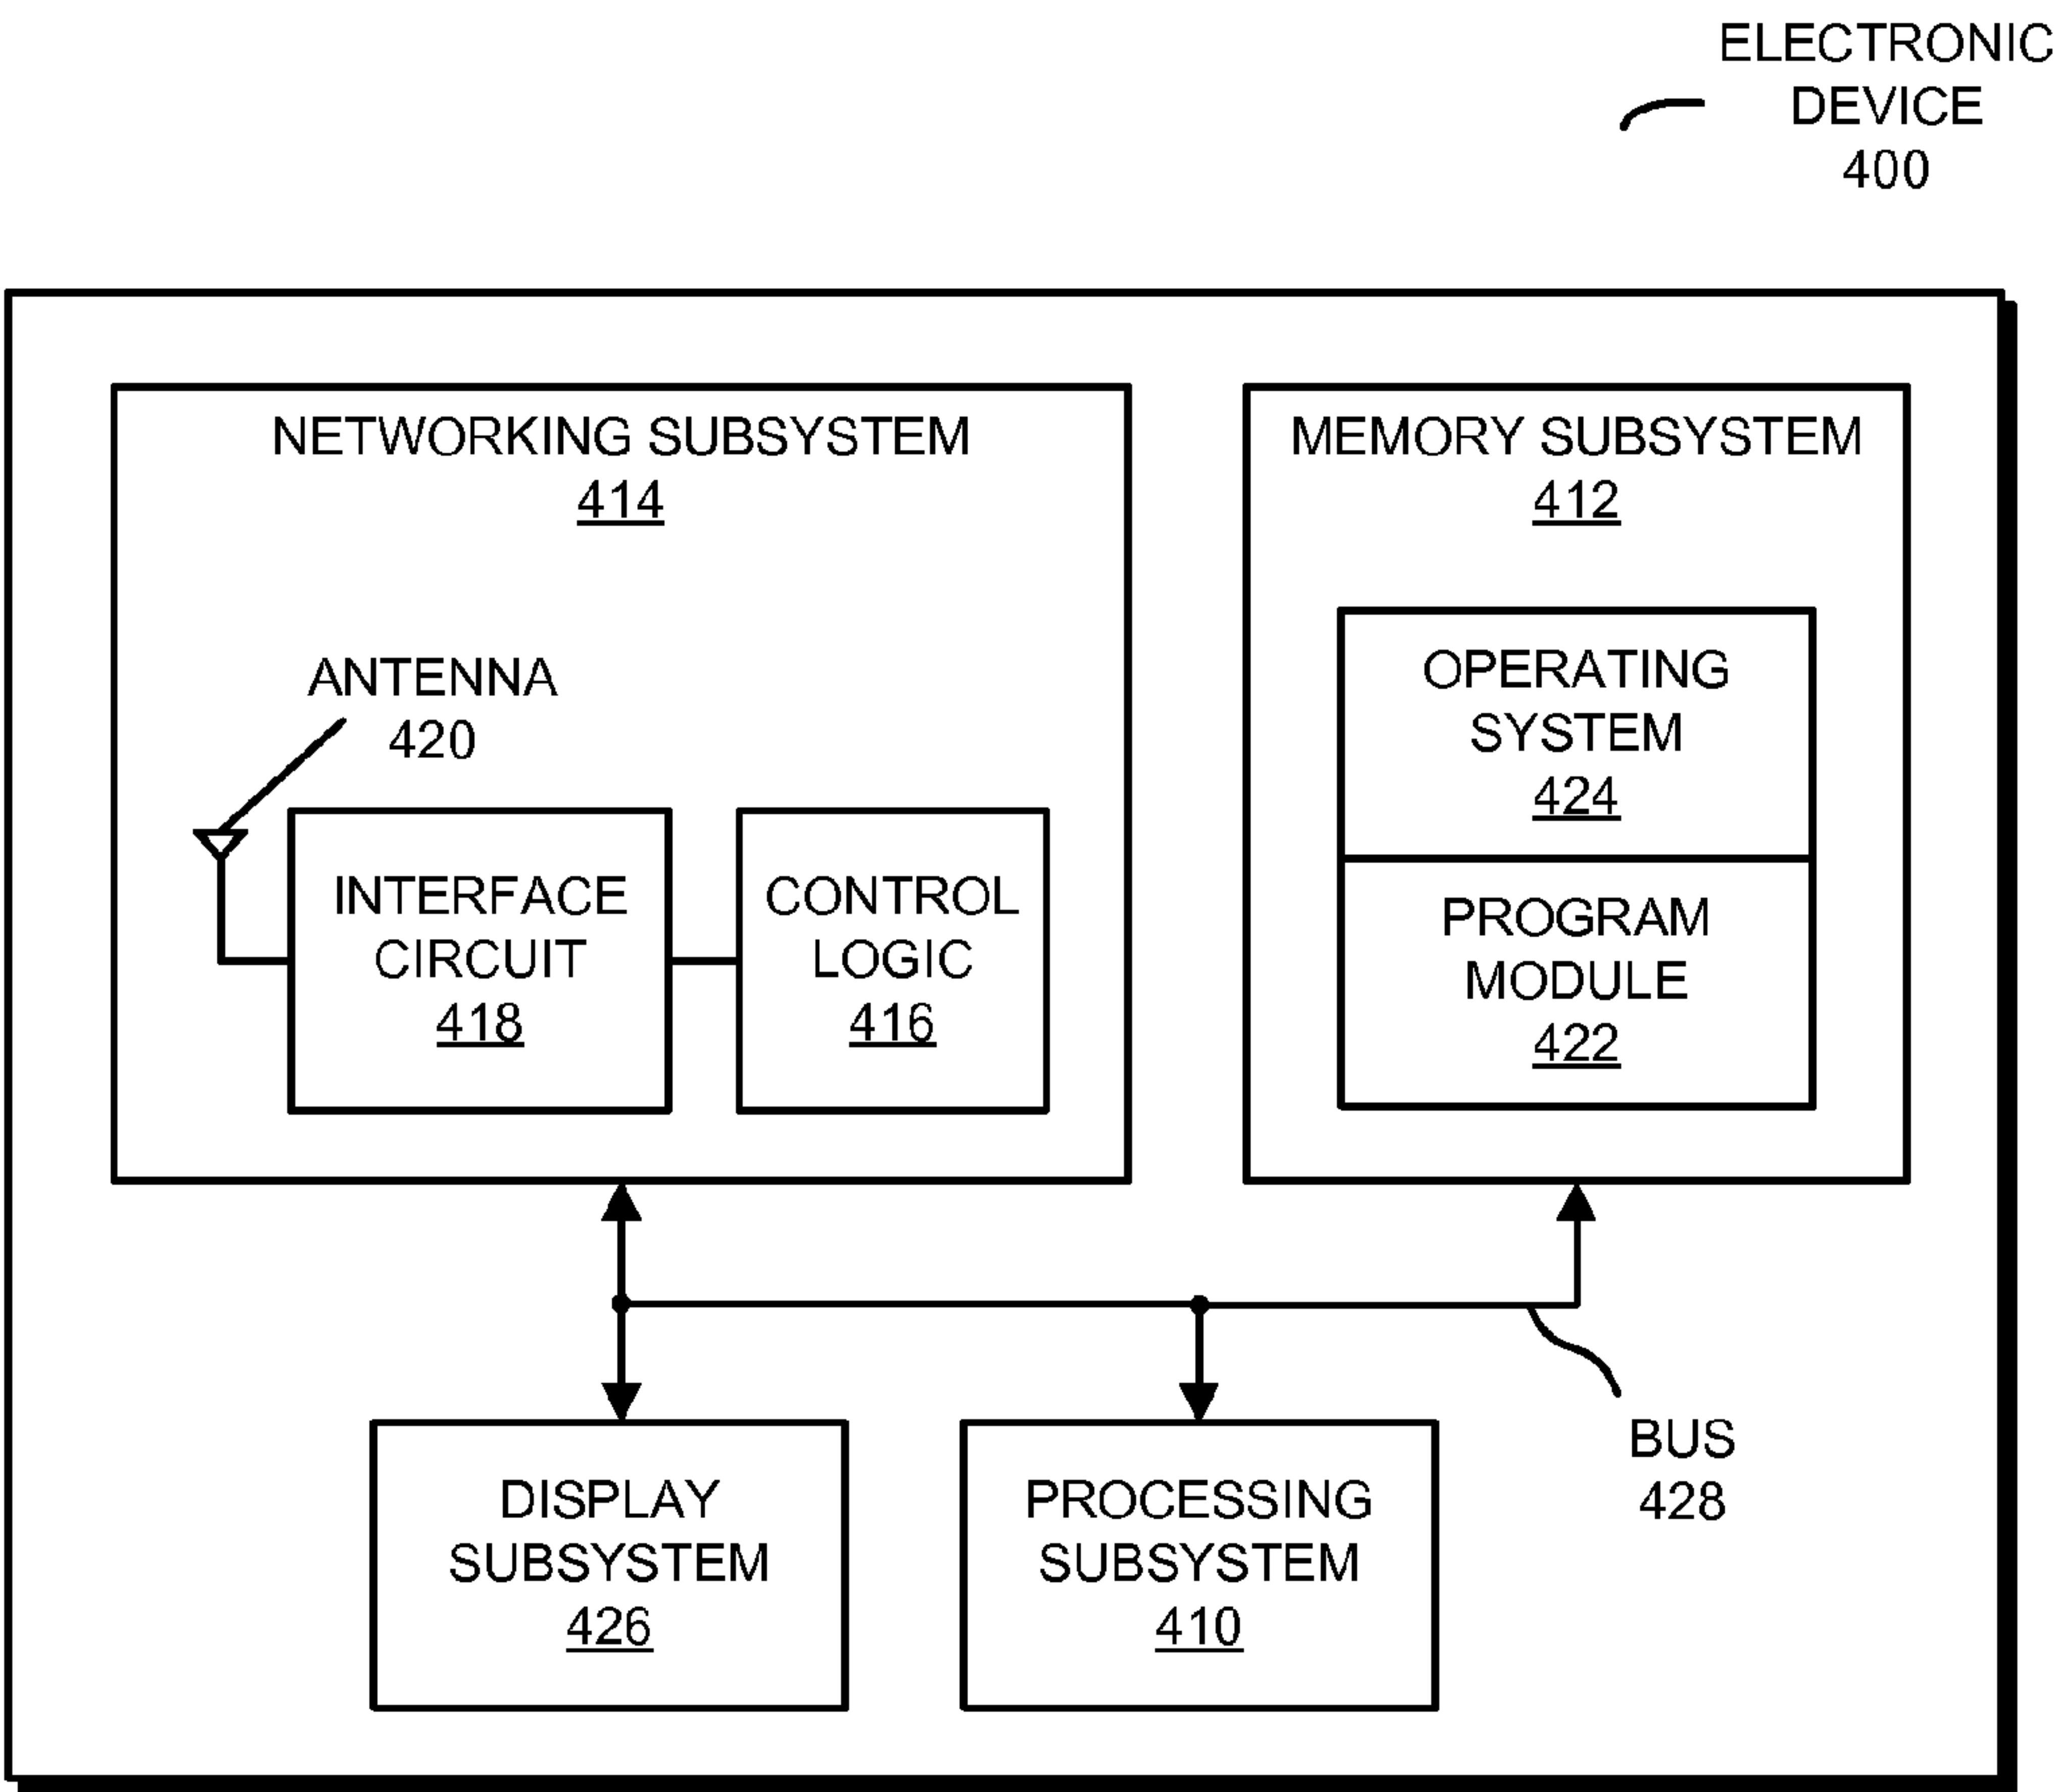 ELECTRONIC
DEVICE
400
NETWORKING SUBSYSTEM
414
ANTENNA
420
INTERFACE
CIRCUIT
418
CONTROL
LOGIC
416
MEMORY SUBSYSTEM
412
OPERATING
SYSTEM
424
PROGRAM
MODULE
422
DISPLAY
SUBSYSTEM
426
PROCESSING
SUBSYSTEM
410
BUS
428